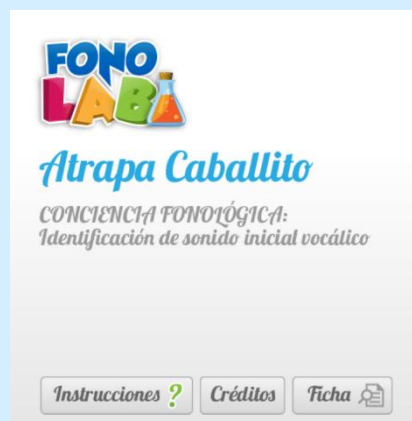 FONO
LAB
Atrapa Caballito
CONCIENCIA FONOLÓGICA:
Identificación de sonido inicial vocálico
Instrucciones ?
Créditos
Ficha